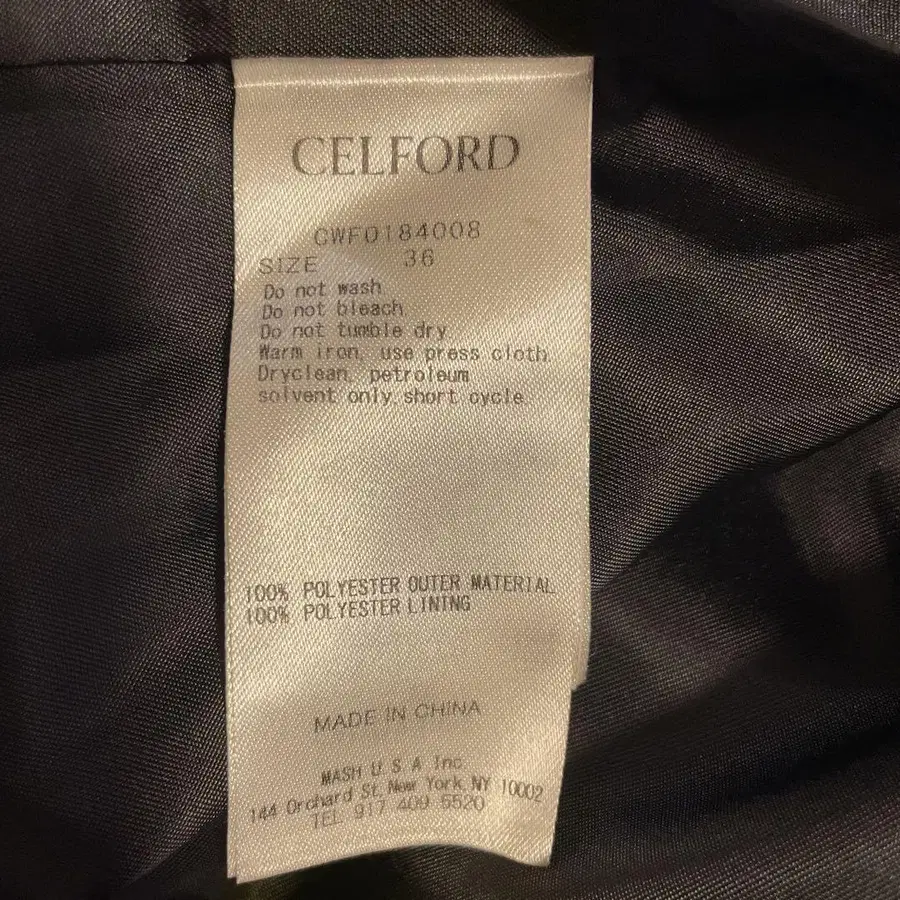 CELFORD
CWF0184008
SIZE 36
Do not wash.
Do not bleach.
Do not tumble dry.
Warm iron, use press cloth.
Dryclean, petroleum
solvent only, short cycle.
100% POLYESTER OUTER MATERIAL
100% POLYESTER LINING
MADE IN CHINA
MASH U S A Inc.
144 Orchard St, New York, NY 10002
TEL 917 409 5520